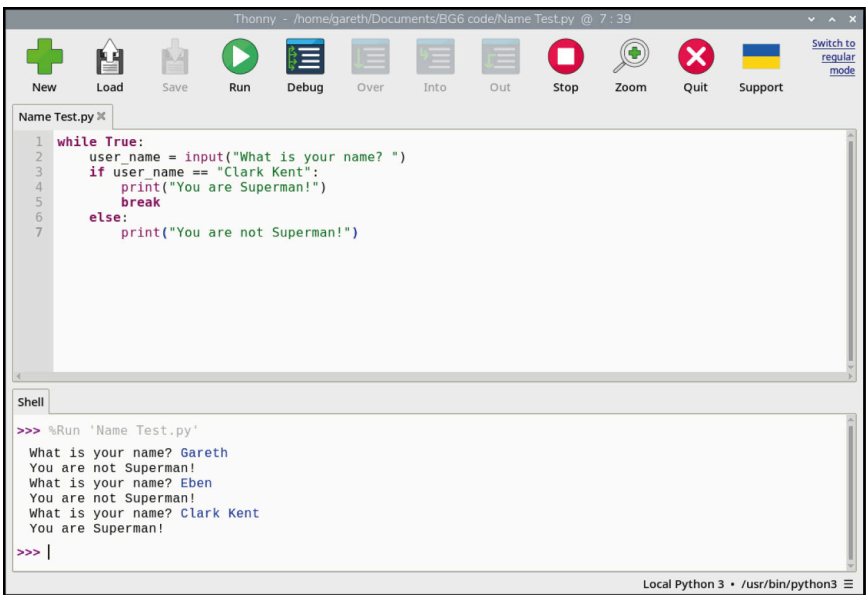 Thonny - /home/gareth/Documents/BG6 code/Name Test.py @ 7 : 39
New
Load
Save
Run
Debug
Over
Into
Out
Stop
Zoom
Quit
Support
Switch to
regular
mode
Name Test.py
1 while True:
2     user_name = input("What is your name? ")
3     if user_name == "Clark Kent":
4         print("You are Superman!")
5         break
6     else:
7         print("You are not Superman!")
Shell
>>> %Run 'Name Test.py'
What is your name? Gareth
You are not Superman!
What is your name? Eben
You are not Superman!
What is your name? Clark Kent
You are Superman!
>>>
Local Python 3 • /usr/bin/python3 ☰